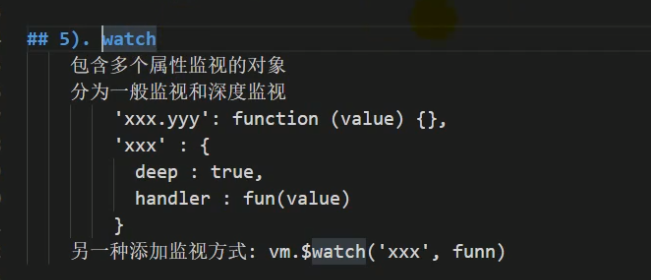 ## 5). watch
包含多个属性监视的对象
分为一般监视和深度监视
'xxx.yyy': function (value) {},
'xxx' : {
deep : true,
handler : fun(value)
}
另一种添加监视方式: vm.$watch('xxx', funn)